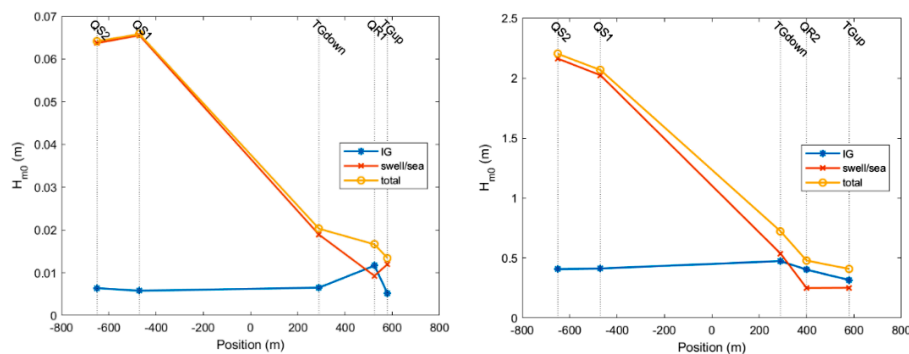 QS2
QS1
TGdown
QR1
TGup
0.07
0.06
0.05
0.04
0.03
0.02
0.01
0
H_m0 (m)
IG
swell/sea
total
-800 -600 -400 -200 0 200 400 600 800
Position (m)
QS2
QS1
TGdown
QR2
TGup
2.5
2
1.5
1
0.5
0
H_m0 (m)
IG
swell/sea
total
-800 -600 -400 -200 0 200 400 600 800
Position (m)